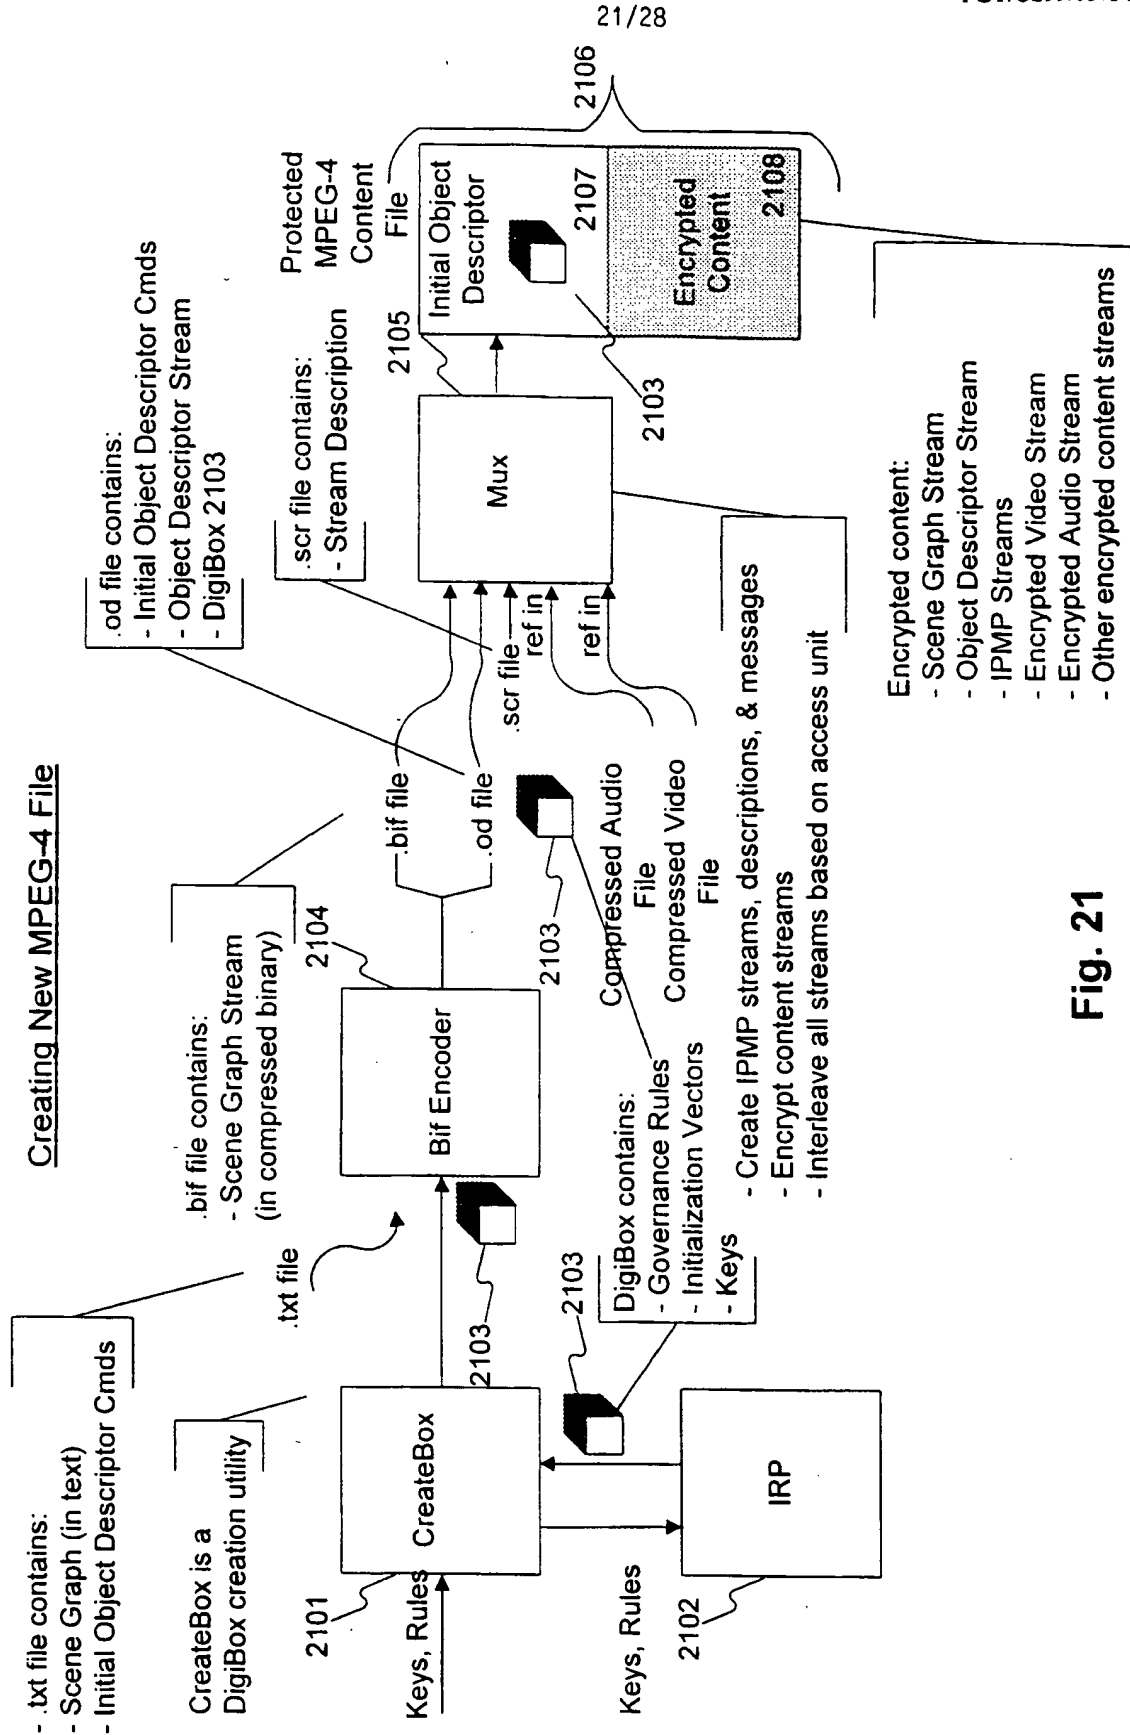 21/28
Creating New MPEG-4 File
- .txt file contains:
- Scene Graph (in text)
- Initial Object Descriptor Cmds
CreateBox is a
DigiBox creation utility
2101
Keys, Rules
CreateBox
Keys, Rules
2102
IRP
2103
2103
.txt file
DigiBox contains:
- Governance Rules
- Initialization Vectors
- Keys
.bif file contains:
- Scene Graph Stream
(in compressed binary)
2104
Bif Encoder
.bif file
.od file
2103
Compressed Audio
File
Compressed Video
File
.od file contains:
- Initial Object Descriptor Cmds
- Object Descriptor Stream
- DigiBox 2103
.scr file contains:
- Stream Description
.scr file
ref in
ref in
2105
Mux
- Create IPMP streams, descriptions, & messages
- Encrypt content streams
- Interleave all streams based on access unit
Protected
MPEG-4
Content
File
2106
Initial Object
Descriptor
2107
2103
Encrypted
Content
2108
Encrypted content:
- Scene Graph Stream
- Object Descriptor Stream
- IPMP Streams
- Encrypted Video Stream
- Encrypted Audio Stream
- Other encrypted content streams
Fig. 21